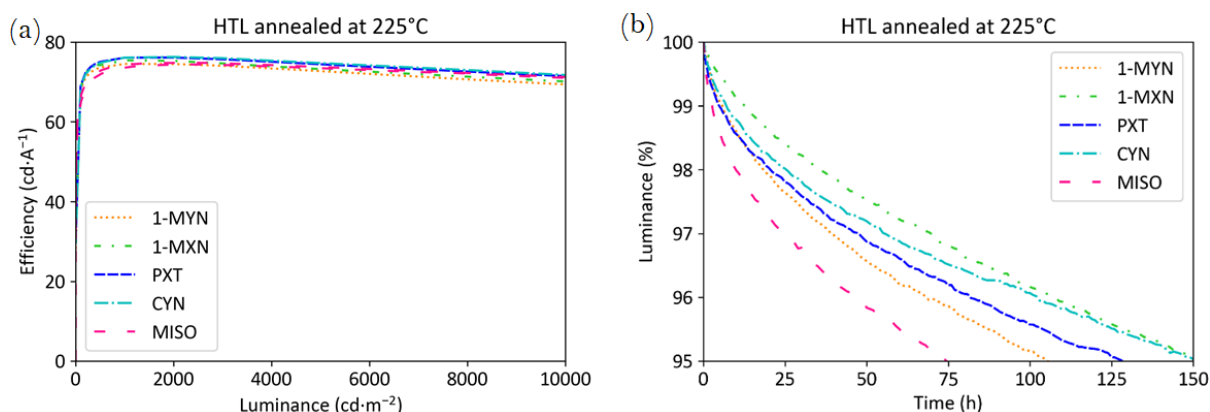 (a)
HTL annealed at 225°C
80
60
40
20
0
Efficiency (cd·A⁻¹)
1-MYN
1-MXN
PXT
CYN
MISO
0 2000 4000 6000 8000 10000
Luminance (cd·m⁻²)
(b)
HTL annealed at 225°C
100
99
98
97
96
95
Luminance (%)
1-MYN
1-MXN
PXT
CYN
MISO
0 25 50 75 100 125 150
Time (h)